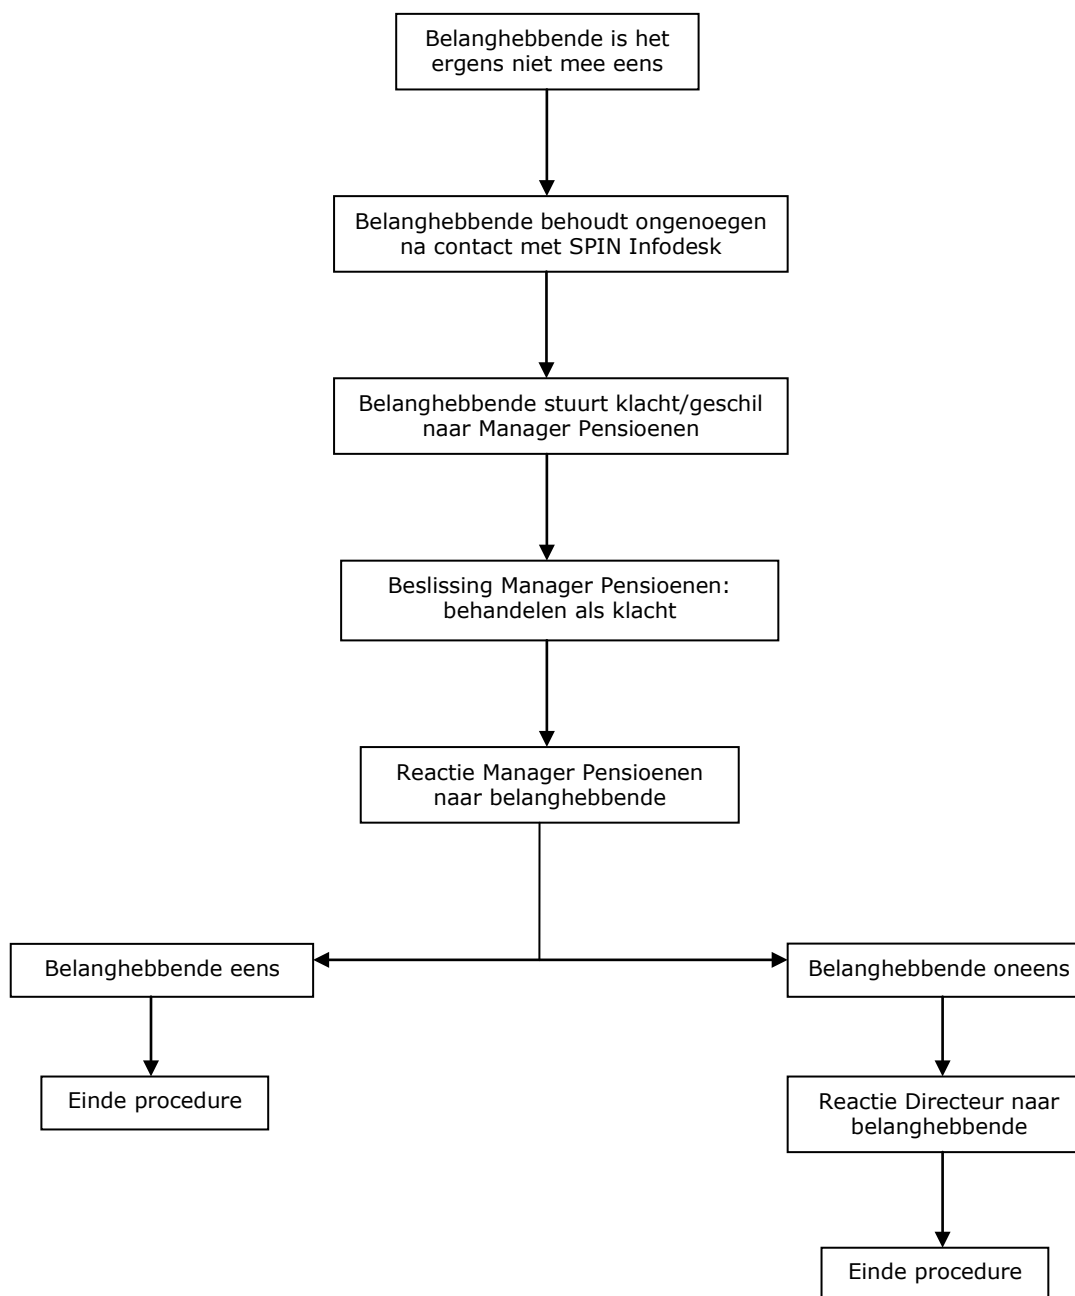 Belanghebbende is het
ergens niet mee eens
Belanghebbende behoudt ongenoegen
na contact met SPIN Infodesk
Belanghebbende stuurt klacht/geschil
naar Manager Pensioenen
Beslissing Manager Pensioenen:
behandelen als klacht
Reactie Manager Pensioenen
naar belanghebbende
Belanghebbende eens
Belanghebbende oneens
Einde procedure
Reactie Directeur naar
belanghebbende
Einde procedure